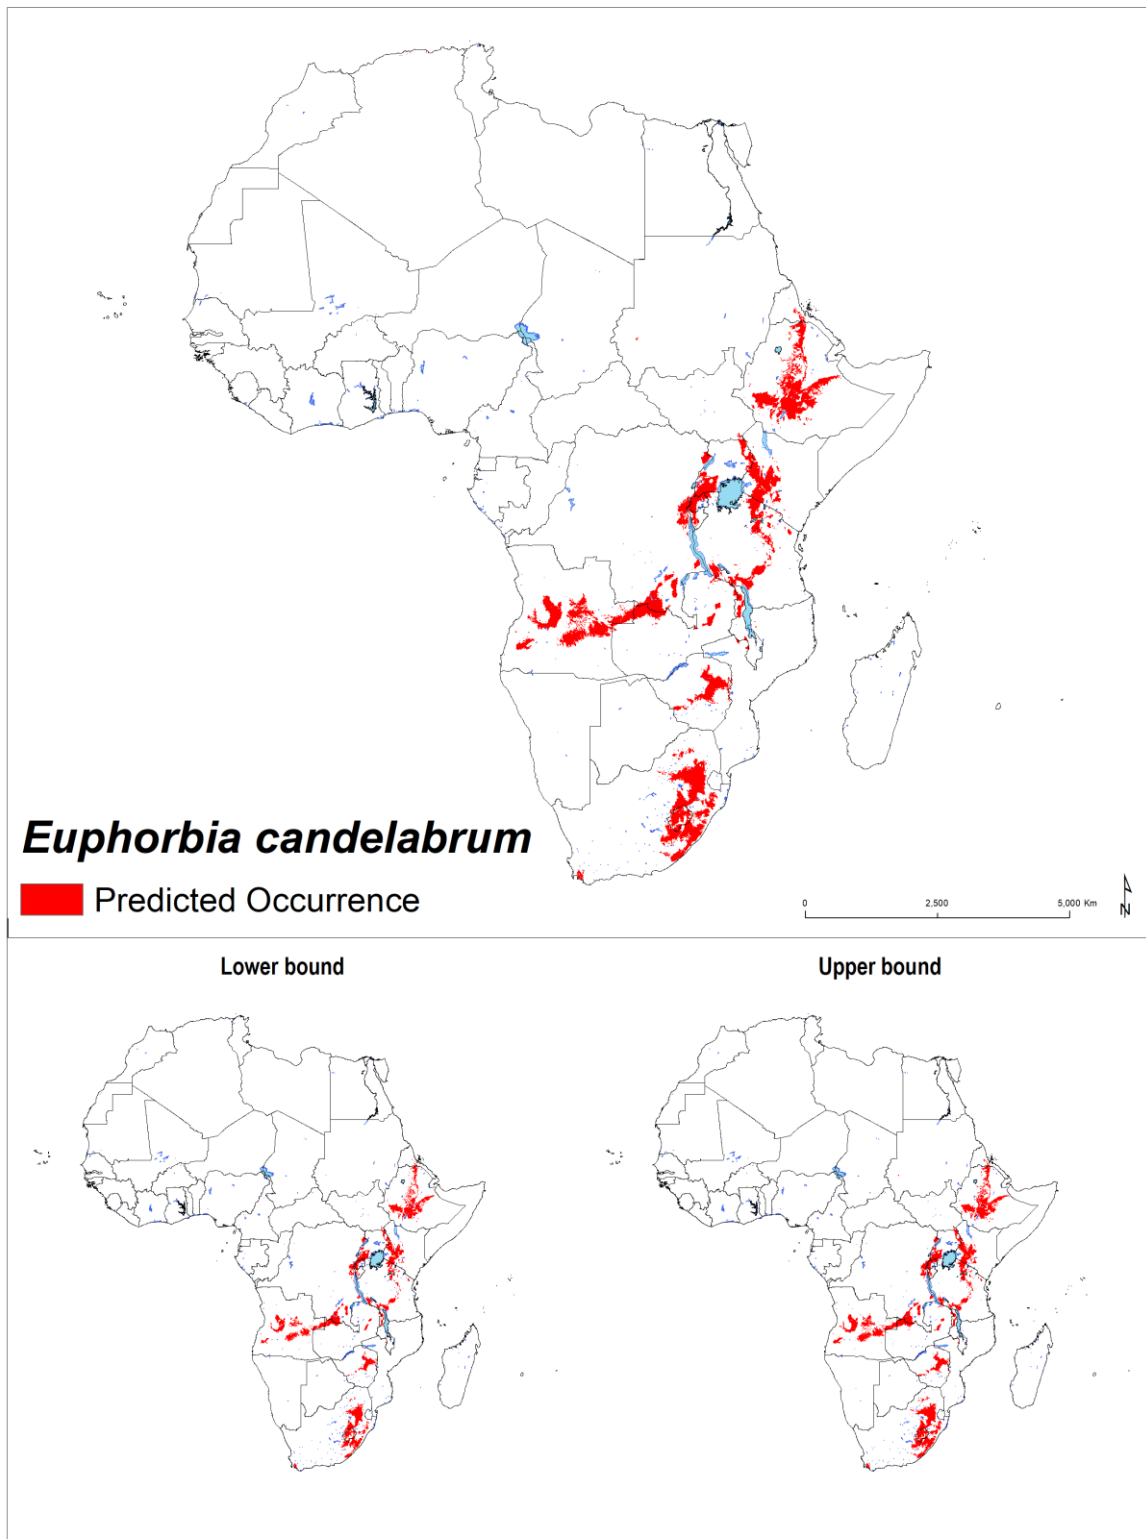 Euphorbia candelabrum
Predicted Occurrence
0 2,500 5,000 Km
N
Lower bound
Upper bound